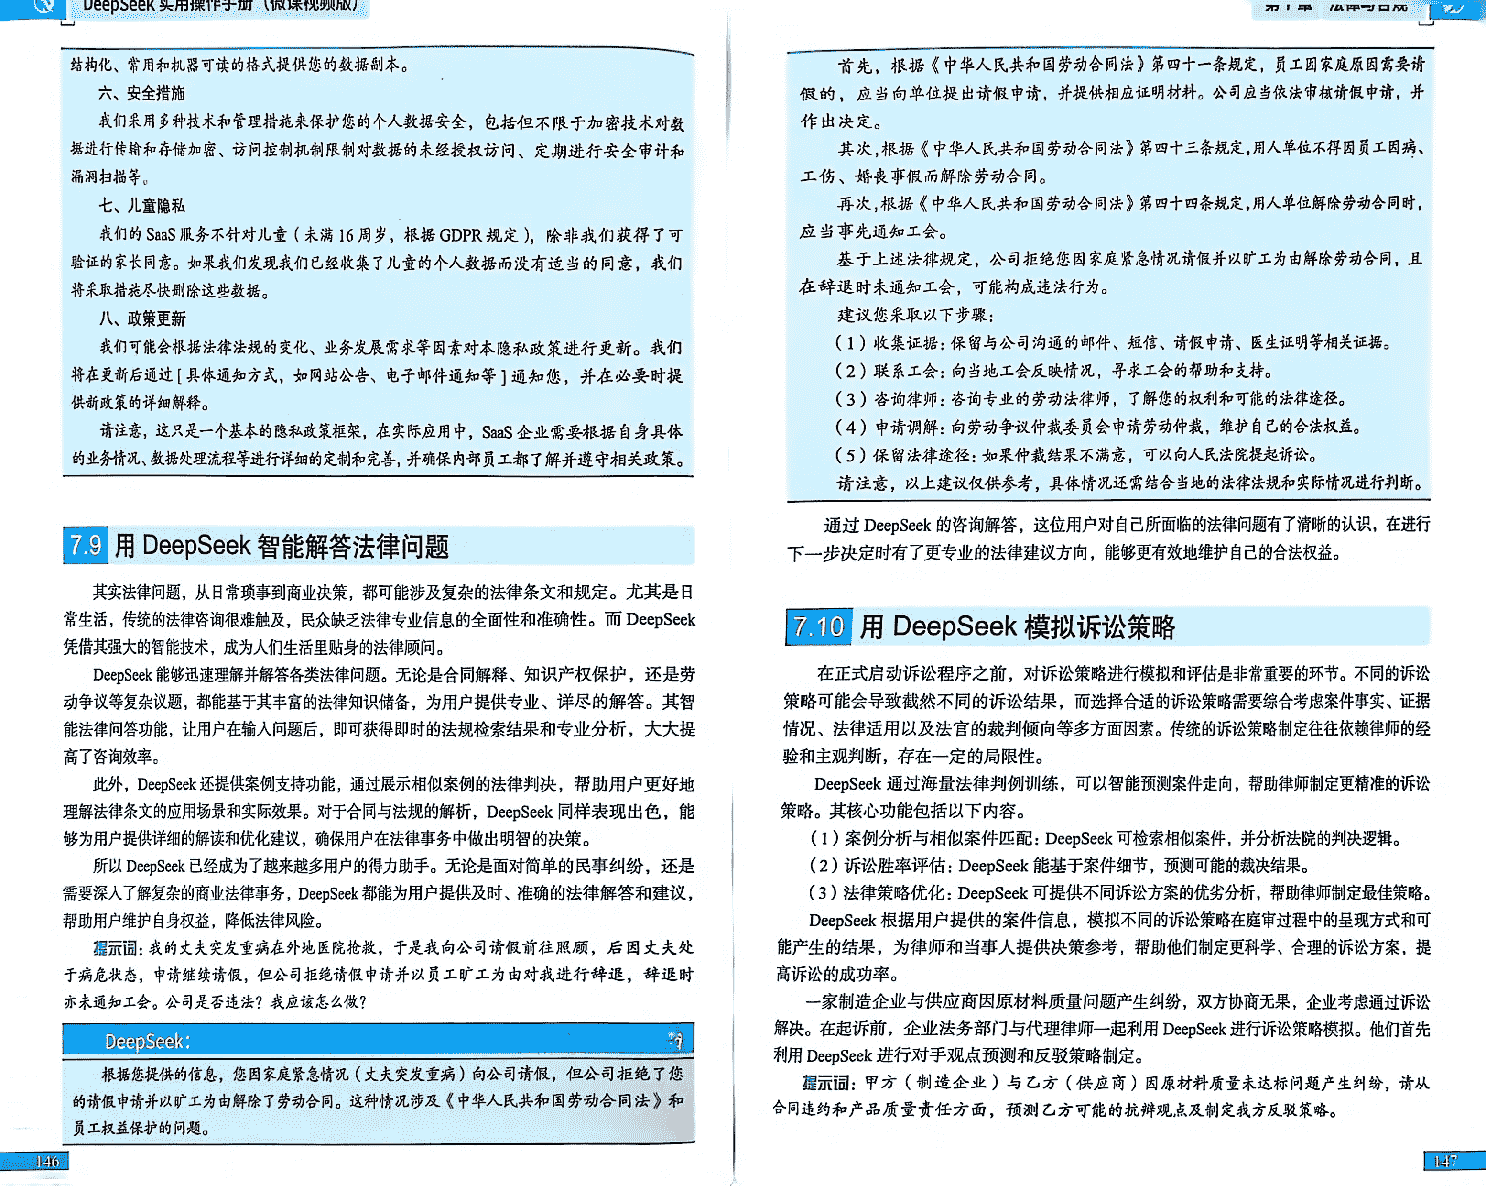 DeepSeek 实用操作手册（微课视频版）
结构化、常用和机器可读的格式提供您的数据副本。
六、安全措施
我们采用多种技术和管理措施来保护您的个人数据安全，包括但不限于加密技术对数
据进行传输和存储加密、访问控制机制限制对数据的未经授权访问、定期进行安全审计和
漏洞扫描等。
七、儿童隐私
我们的 SaaS 服务不针对儿童（未满 16 周岁，根据 GDPR 规定），除非我们获得了可
验证的家长同意。如果我们发现我们已经收集了儿童的个人数据而没有适当的同意，我们
将采取措施尽快删除这些数据。
八、政策更新
我们可能会根据法律法规的变化、业务发展需求等因素对本隐私政策进行更新。我们
将在更新后通过[具体通知方式，如网站公告、电子邮件通知等]通知您，并在必要时提
供新政策的详细解释。
请注意，这只是一个基本的隐私政策框架，在实际应用中，SaaS 企业需要根据自身具体
的业务情况、数据处理流程等进行详细的定制和完善，并确保内部员工都了解并遵守相关政策。
7.9 用 DeepSeek 智能解答法律问题
其实法律问题，从日常琐事到商业决策，都可能涉及复杂的法律条文和规定。尤其是日
常生活，传统的法律咨询很难触及，民众缺乏法律专业信息的全面性和准确性。而 DeepSeek
凭借其强大的智能技术，成为人们生活里贴身的法律顾问。
DeepSeek 能够迅速理解并解答各类法律问题。无论是合同解释、知识产权保护，还是劳
动争议等复杂议题，都能基于其丰富的法律知识储备，为用户提供专业、详尽的解答。其智
能法律问答功能，让用户在输入问题后，即可获得即时的法规检索结果和专业分析，大大提
高了咨询效率。
此外，DeepSeek 还提供案例支持功能，通过展示相似案例的法律判决，帮助用户更好地
理解法律条文的应用场景和实际效果。对于合同与法规的解析，DeepSeek 同样表现出色，能
够为用户提供详细的解读和优化建议，确保用户在法律事务中做出明智的决策。
所以 DeepSeek 已经成为了越来越多用户的得力助手。无论是面对简单的民事纠纷，还是
需要深入了解复杂的商业法律事务，DeepSeek 都能为用户提供及时、准确的法律解答和建议，
帮助用户维护自身权益，降低法律风险。
提示词：我的丈夫突发重病在外地医院抢救，于是我向公司请假前往照顾，后因丈夫处
于病危状态，申请继续请假，但公司拒绝请假申请并以员工旷工为由对我进行辞退，辞退时
亦未通知工会。公司是否违法？我应该怎么做？
DeepSeek:
根据您提供的信息，您因家庭紧急情况（丈夫突发重病）向公司请假，但公司拒绝了您
的请假申请并以旷工为由解除了劳动合同。这种情况涉及《中华人民共和国劳动合同法》和
员工权益保护的问题。
146
第十章 法律与合规
首先，根据《中华人民共和国劳动合同法》第四十一条规定，员工因家庭原因需要请
假的，应当向单位提出请假申请，并提供相应证明材料。公司应当依法审核请假申请，并
作出决定。
其次，根据《中华人民共和国劳动合同法》第四十三条规定，用人单位不得因员工因病、
工伤、婚丧事假而解除劳动合同。
再次，根据《中华人民共和国劳动合同法》第四十四条规定，用人单位解除劳动合同时，
应当事先通知工会。
基于上述法律规定，公司拒绝您因家庭紧急情况请假并以旷工为由解除劳动合同，且
在辞退时未通知工会，可能构成违法行为。
建议您采取以下步骤：
（1）收集证据：保留与公司沟通的邮件、短信、请假申请、医生证明等相关证据。
（2）联系工会：向当地工会反映情况，寻求工会的帮助和支持。
（3）咨询律师：咨询专业的劳动法律师，了解您的权利和可能的法律途径。
（4）申请调解：向劳动争议仲裁委员会申请劳动仲裁，维护自己的合法权益。
（5）保留法律途径：如果仲裁结果不满意，可以向人民法院提起诉讼。
请注意，以上建议仅供参考，具体情况还需结合当地的法律法规和实际情况进行判断。
通过 DeepSeek 的咨询解答，这位用户对自己所面临的法律问题有了清晰的认识，在进行
下一步决定时有了更专业的法律建议方向，能够更有效地维护自己的合法权益。
7.10 用 DeepSeek 模拟诉讼策略
在正式启动诉讼程序之前，对诉讼策略进行模拟和评估是非常重要的环节。不同的诉讼
策略可能会导致截然不同的诉讼结果，而选择合适的诉讼策略需要综合考虑案件事实、证据
情况、法律适用以及法官的裁判倾向等多方面因素。传统的诉讼策略制定往往依赖律师的经
验和主观判断，存在一定的局限性。
DeepSeek 通过海量法律判例训练，可以智能预测案件走向，帮助律师制定更精准的诉讼
策略。其核心功能包括以下内容。
（1）案例分析与相似案件匹配：DeepSeek 可检索相似案件，并分析法院的判决逻辑。
（2）诉讼胜率评估：DeepSeek 能基于案件细节，预测可能的裁决结果。
（3）法律策略优化：DeepSeek 可提供不同诉讼方案的优劣分析，帮助律师制定最佳策略。
DeepSeek 根据用户提供的案件信息，模拟不同的诉讼策略在庭审过程中的呈现方式和可
能产生的结果，为律师和当事人提供决策参考，帮助他们制定更科学、合理的诉讼方案，提
高诉讼的成功率。
一家制造企业与供应商因原材料质量问题产生纠纷，双方协商无果，企业考虑通过诉讼
解决。在起诉前，企业法务部门与代理律师一起利用 DeepSeek 进行诉讼策略模拟。他们首先
利用 DeepSeek 进行对手观点预测和反驳策略制定。
提示词：甲方（制造企业）与乙方（供应商）因原材料质量未达标问题产生纠纷，请从
合同违约和产品质量责任方面，预测乙方可能的抗辩观点及制定我方反驳策略。
147